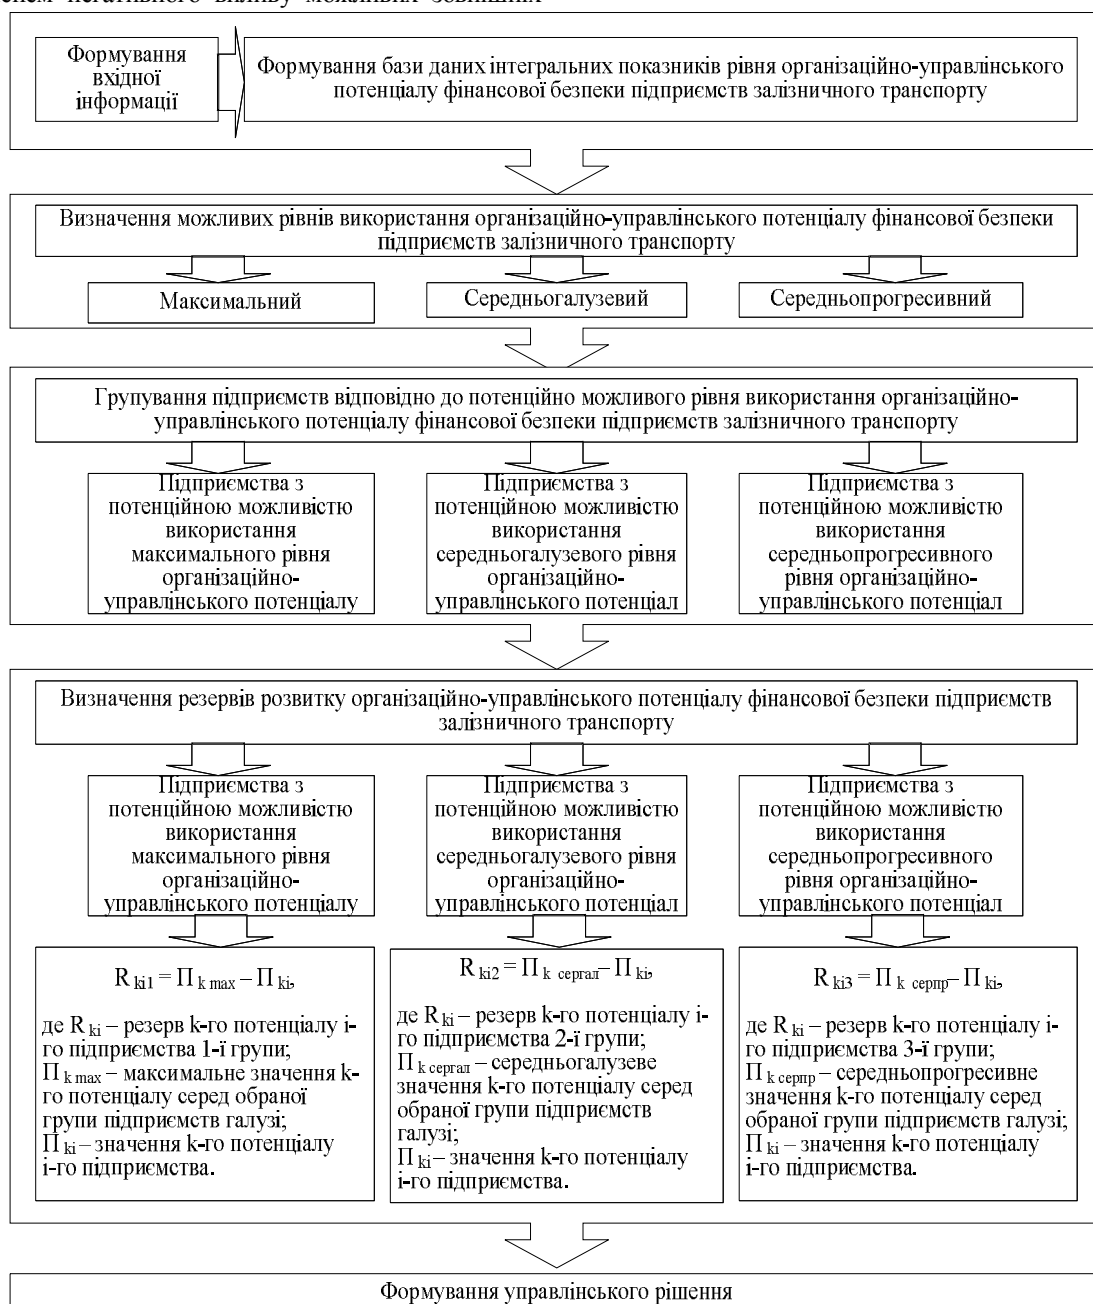 негативного впливу можливих зовнішніх
Формування
вхідної
інформації
Формування бази даних інтегральних показників рівня організаційно-управлінського
потенціалу фінансової безпеки підприємств залізничного транспорту
Визначення можливих рівнів використання організаційно-управлінського потенціалу фінансової безпеки
підприємств залізничного транспорту
Максимальний
Середньогалузевий
Середньопрогресивний
Групування підприємств відповідно до потенційно можливого рівня використання організаційно-
управлінського потенціалу фінансової безпеки підприємств залізничного транспорту
Підприємства з
потенційною можливістю
використання
максимального рівня
організаційно-
управлінського потенціалу
Підприємства з
потенційною можливістю
використання
середньогалузевого рівня
організаційно-
управлінського потенціал
Підприємства з
потенційною можливістю
використання
середньопрогресивного
рівня організаційно-
управлінського потенціал
Визначення резервів розвитку організаційно-управлінського потенціалу фінансової безпеки підприємств
залізничного транспорту
Підприємства з
потенційною можливістю
використання
максимального рівня
організаційно-
управлінського потенціалу
Підприємства з
потенційною можливістю
використання
середньогалузевого рівня
організаційно-
управлінського потенціал
Підприємства з
потенційною можливістю
використання
середньопрогресивного
рівня організаційно-
управлінського потенціал
R ki1 = П k max – П ki,
де R ki – резерв k-го потенціалу і-
го підприємства 1-ї групи;
П k max – максимальне значення k-
го потенціалу серед обраної
групи підприємств галузі;
П ki – значення k-го потенціалу
і-го підприємства.
R ki2 = П k сергал – П ki,
де R ki – резерв k-го потенціалу і-
го підприємства 2-ї групи;
П k сергал – середньогалузеве
значення k-го потенціалу серед
обраної групи підприємств
галузі;
П ki – значення k-го потенціалу
і-го підприємства.
R ki3 = П k серпр – П ki,
де R ki – резерв k-го потенціалу і-
го підприємства 3-ї групи;
П k серпр – середньопрогресивне
значення k-го потенціалу серед
обраної групи підприємств галузі;
П ki – значення k-го потенціалу
і-го підприємства.
Формування управлінського рішення